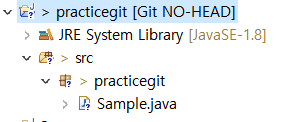 > practicegit [Git NO-HEAD]
JRE System Library [JavaSE-1.8]
> src
> practicegit
> Sample.java